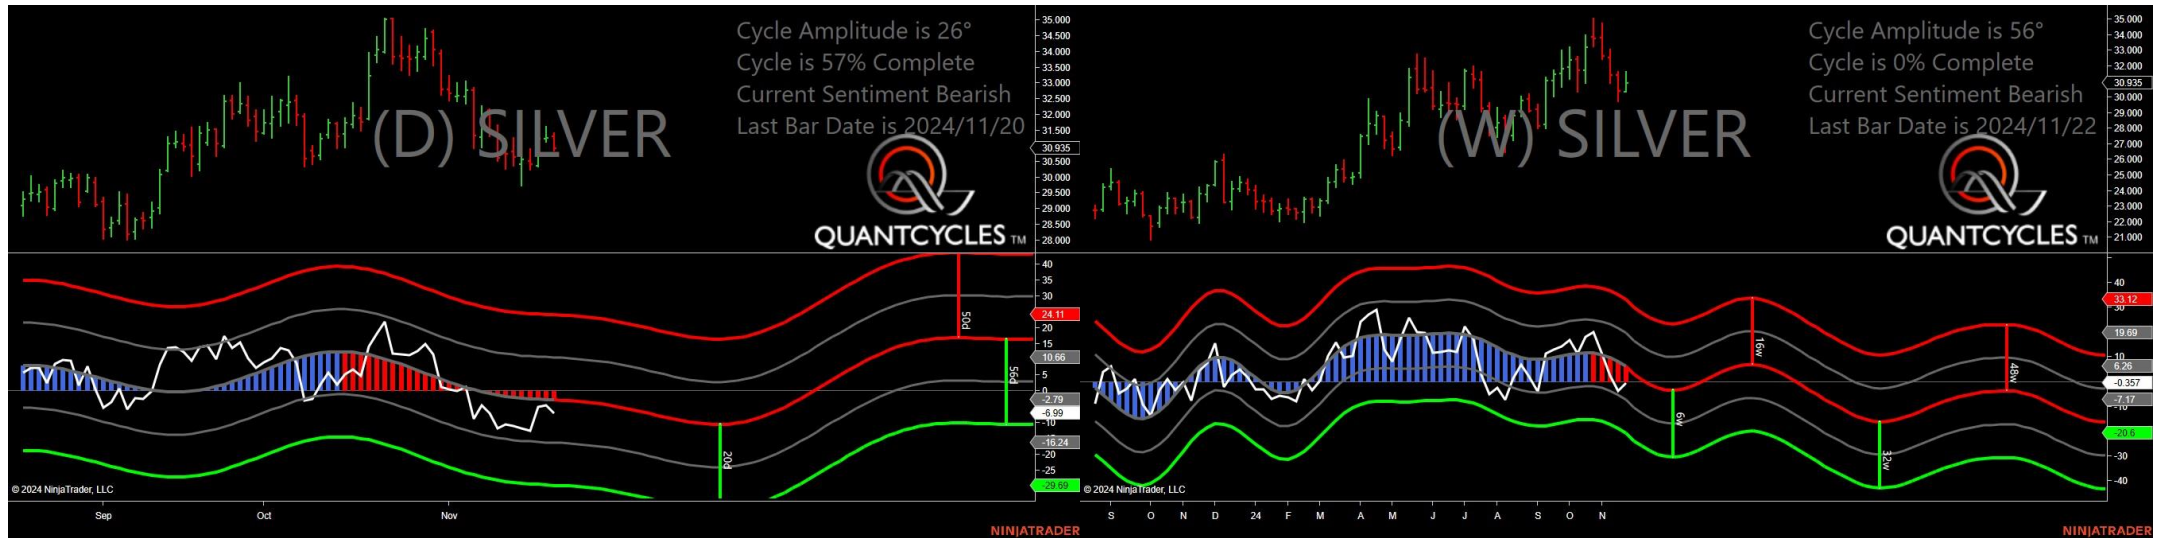 Cycle Amplitude is 26°
Cycle is 57% Complete
Current Sentiment Bearish
Last Bar Date is 2024/11/20
(D) SILVER
QUANTCYCLES TM
35.000
34.500
34.000
33.500
33.000
32.500
32.000
31.500
30.935
30.500
30.000
29.500
29.000
28.500
28.000
40
35
30
24.11
20
15
10.66
5
0
-2.79
-6.99
-10
-16.24
-20
-25
-29.69
50d
56d
20d
© 2024 NinjaTrader, LLC
Sep Oct Nov
NINJATRADER
Cycle Amplitude is 56°
Cycle is 0% Complete
Current Sentiment Bearish
Last Bar Date is 2024/11/22
(W) SILVER
QUANTCYCLES TM
35.000
34.000
33.000
32.000
30.935
30.000
29.000
28.000
27.000
26.000
25.000
24.000
23.000
22.000
21.000
40
33.12
19.69
10
6.26
-0.357
-7.17
-10
-20.6
-30
-40
16w
48w
6w
32w
© 2024 NinjaTrader, LLC
S O N D 24 F M A M J J A S O N
NINJATRADER